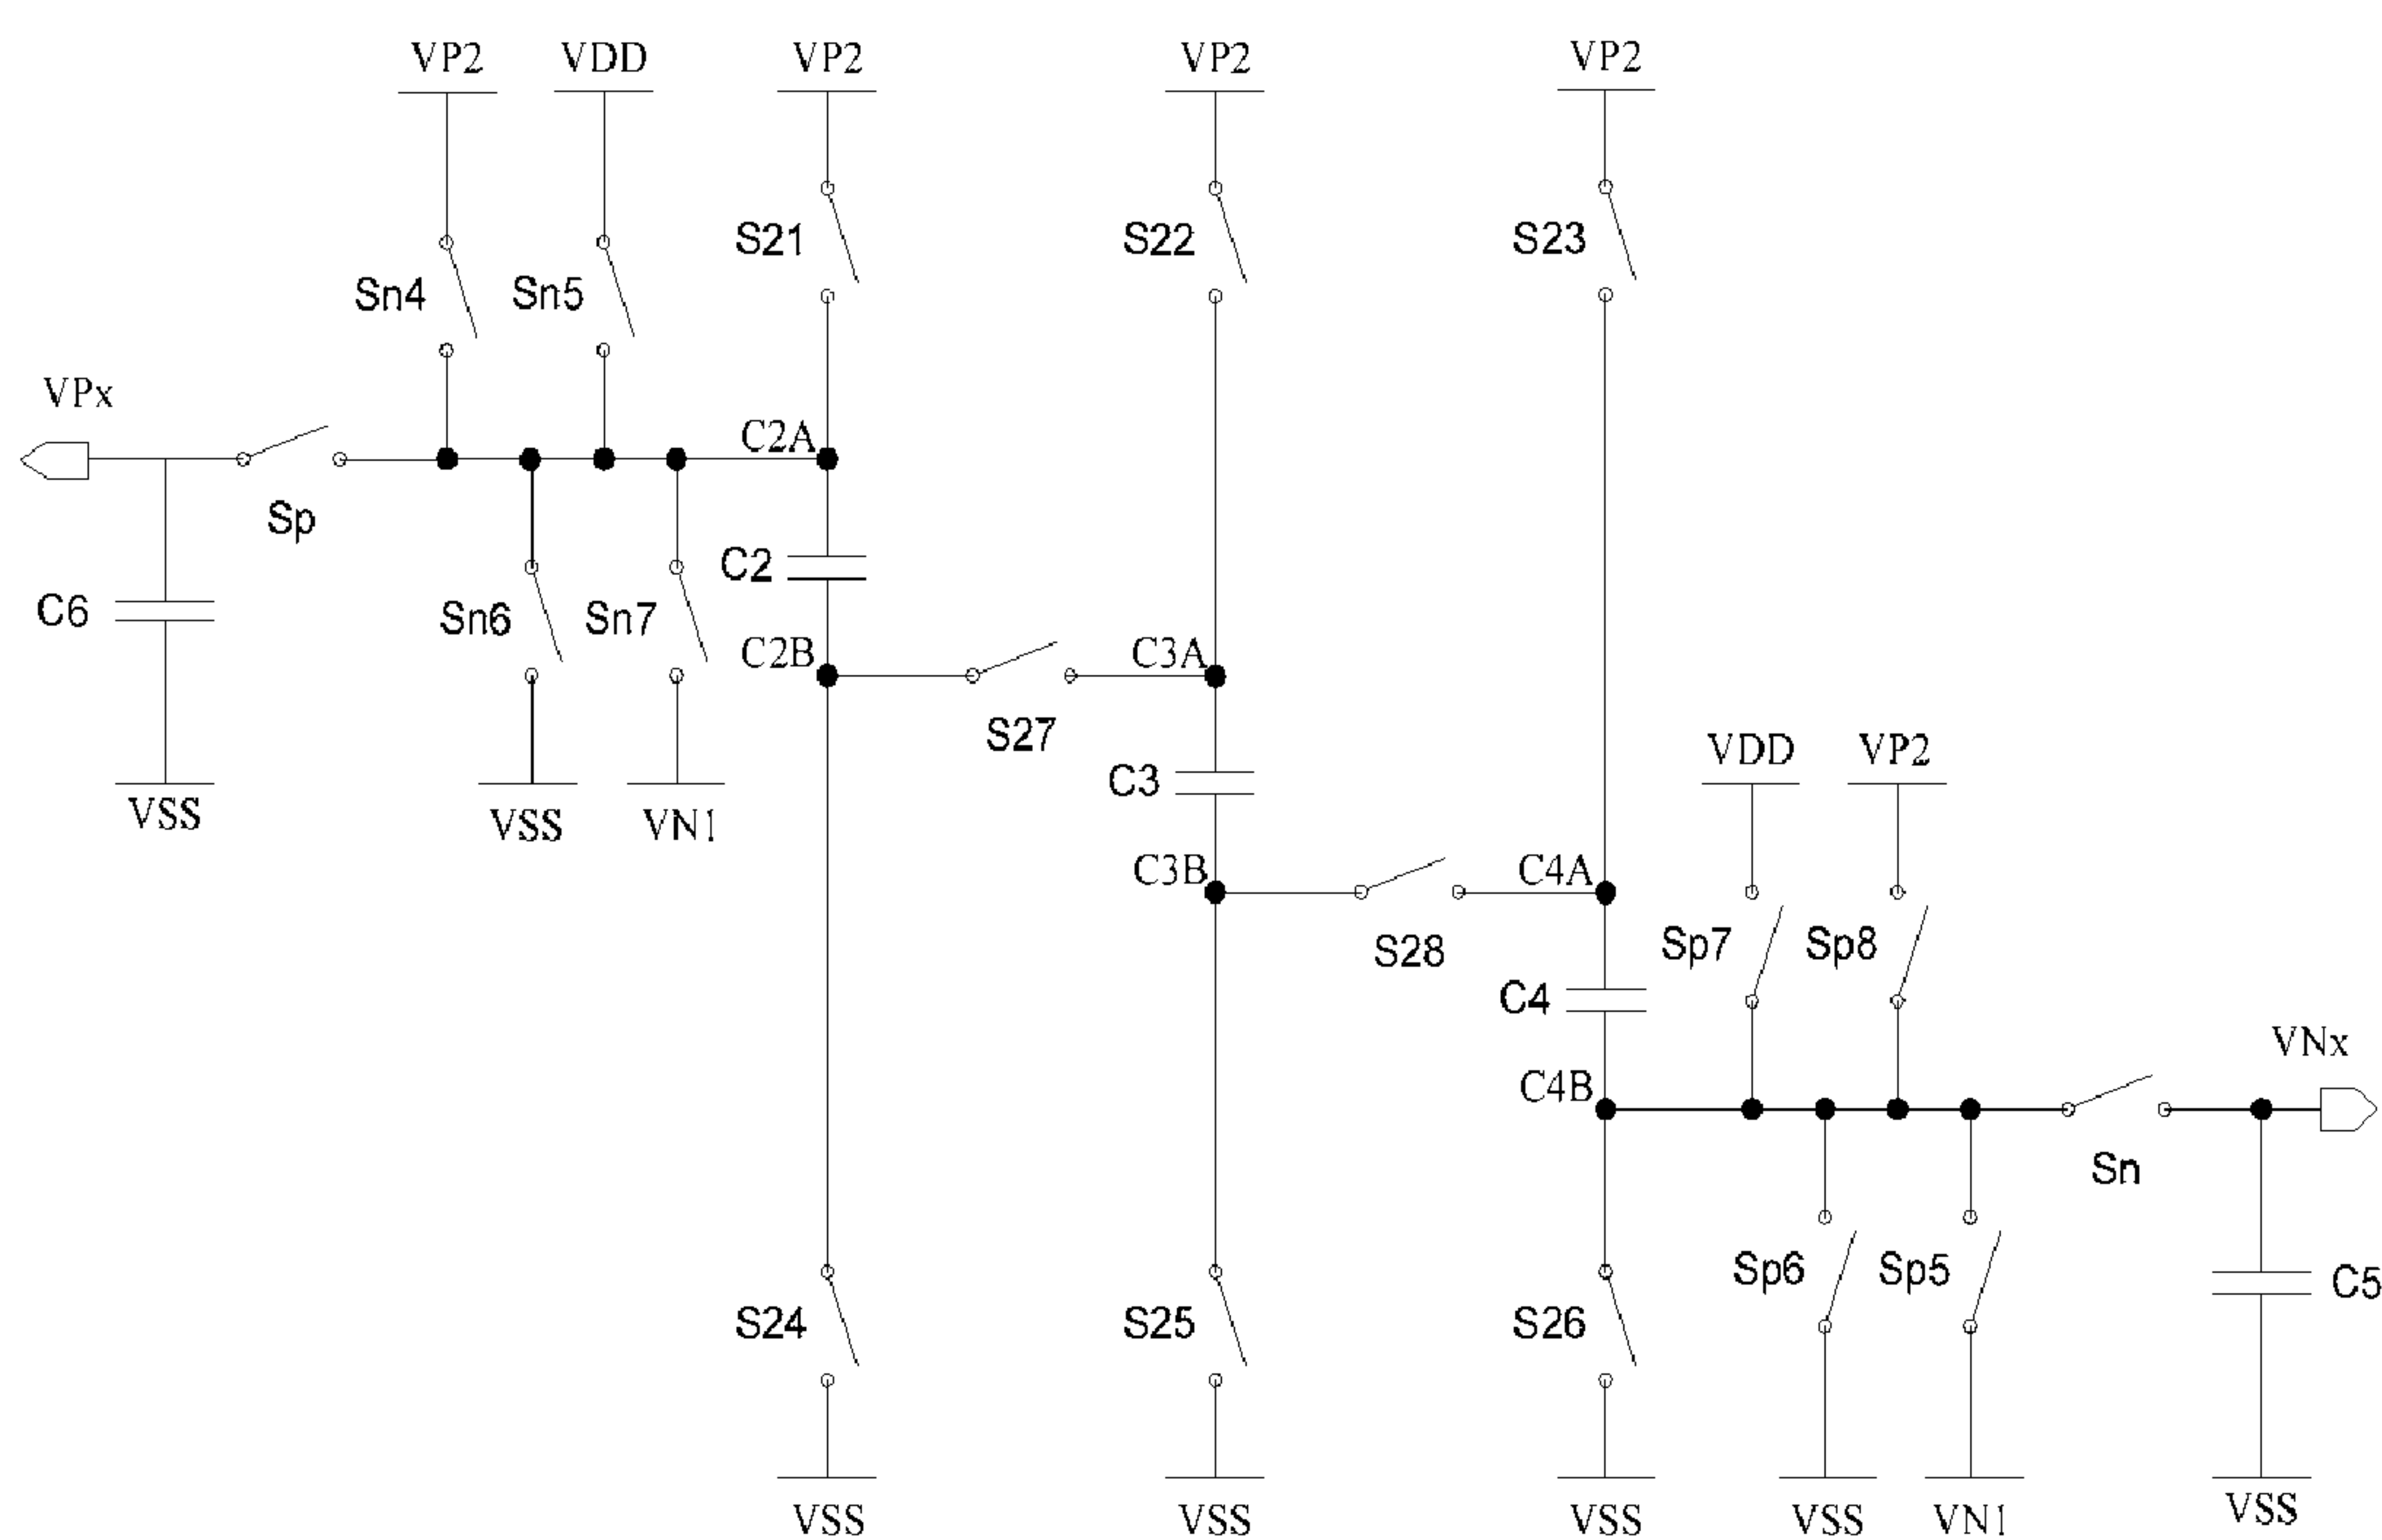 VP2 VDD VP2 VP2 VP2
S21 S22 S23
Sn4 Sn5
VPx
C2A
Sp
C2
C6 Sn6 Sn7
C2B C3A
S27 VDD VP2
C3
VSS VSS VN1
C3B C4A
S28 Sp7 Sp8
C4
VNx
C4B
Sn
Sp6 Sp5 C5
S24 S25 S26
VSS VSS VSS VSS VN1 VSS